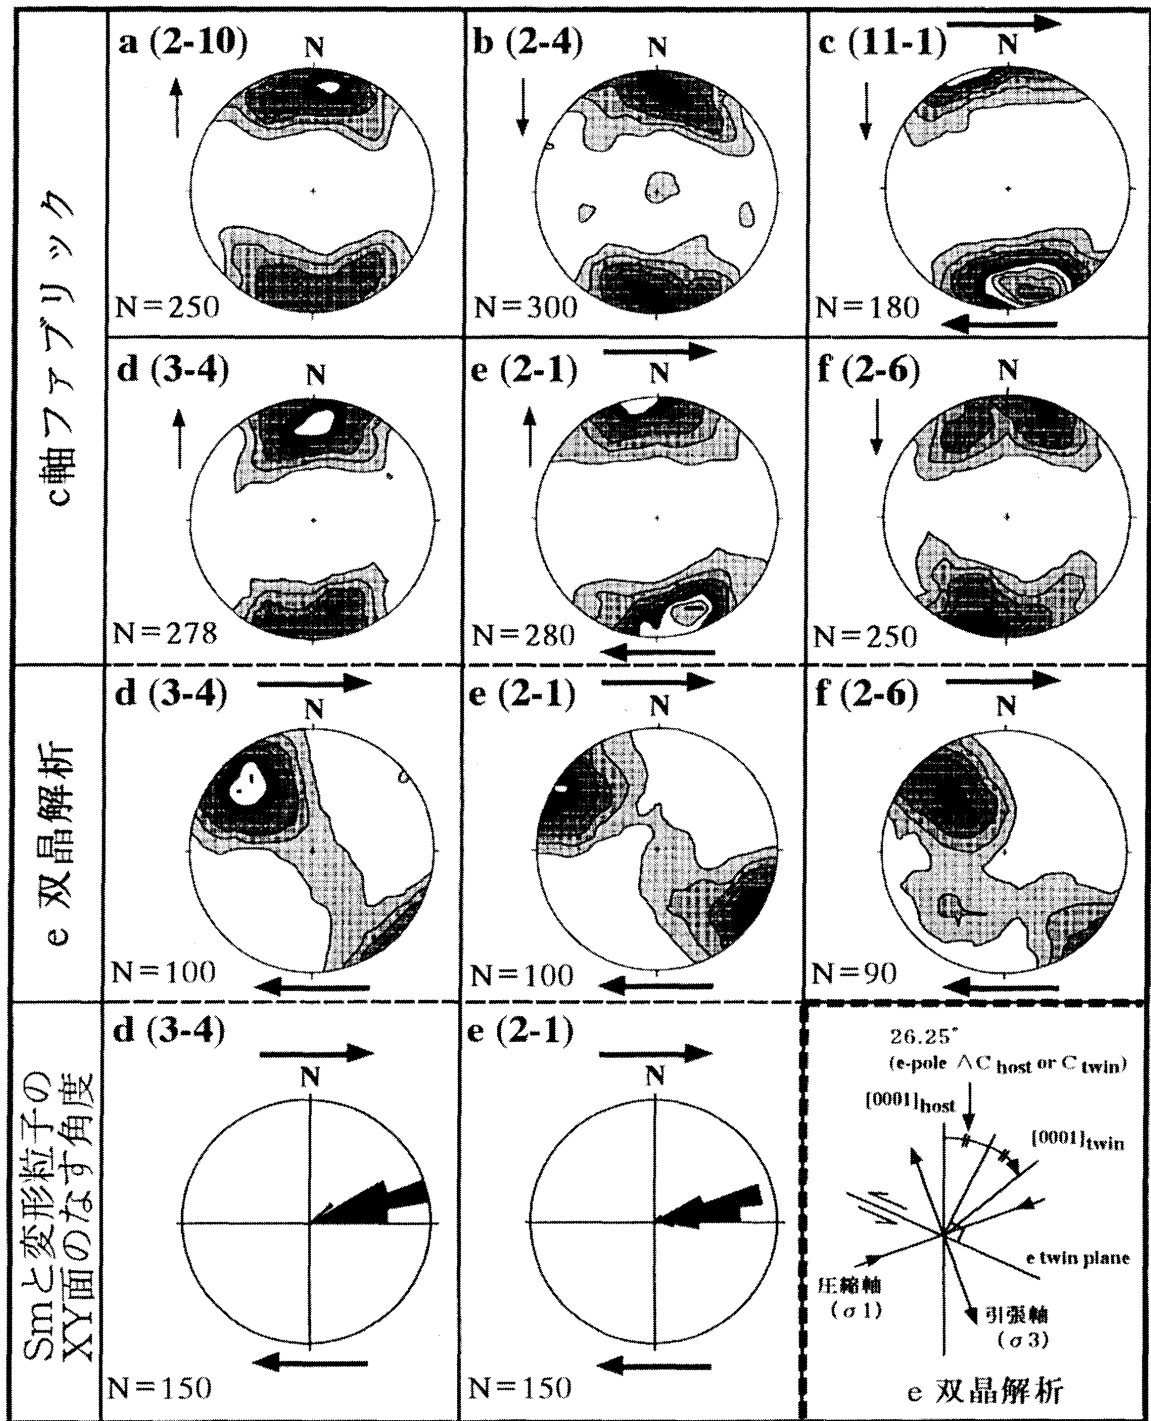 c軸ファブリック
a (2-10)
N
N=250
b (2-4)
N
N=300
c (11-1)
N
N=180
d (3-4)
N
N=278
e (2-1)
N
N=280
f (2-6)
N
N=250
e 双晶解析
d (3-4)
N
N=100
e (2-1)
N
N=100
f (2-6)
N
N=90
Smと変形粒子の
XY面のなす角度
d (3-4)
N
N=150
e (2-1)
N
N=150
26.25°
(e-pole ∧C host or C twin)
[0001]host
[0001]twin
e twin plane
圧縮軸
(σ1)
引張軸
(σ3)
e 双晶解析